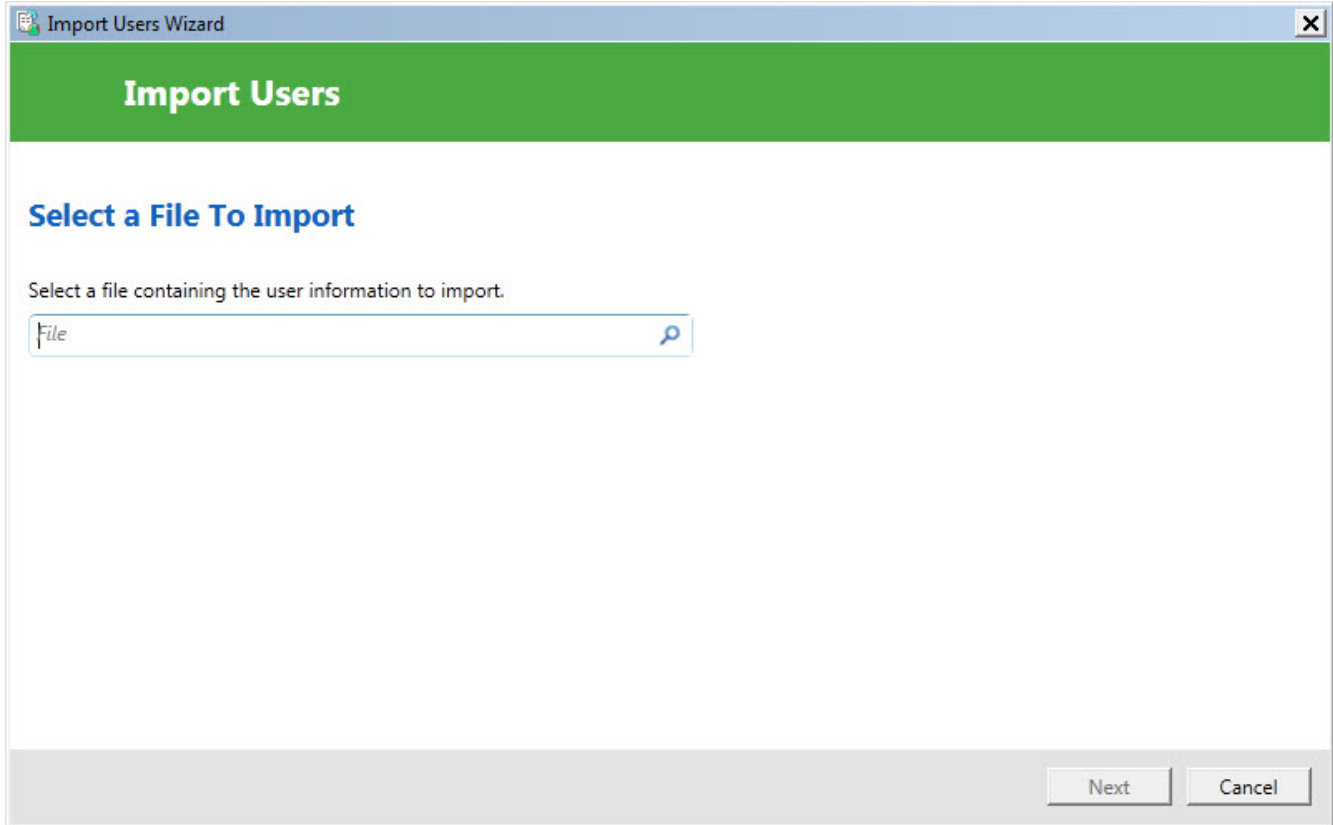 Import Users Wizard
Import Users
Select a File To Import
Select a file containing the user information to import.
File
Next Cancel